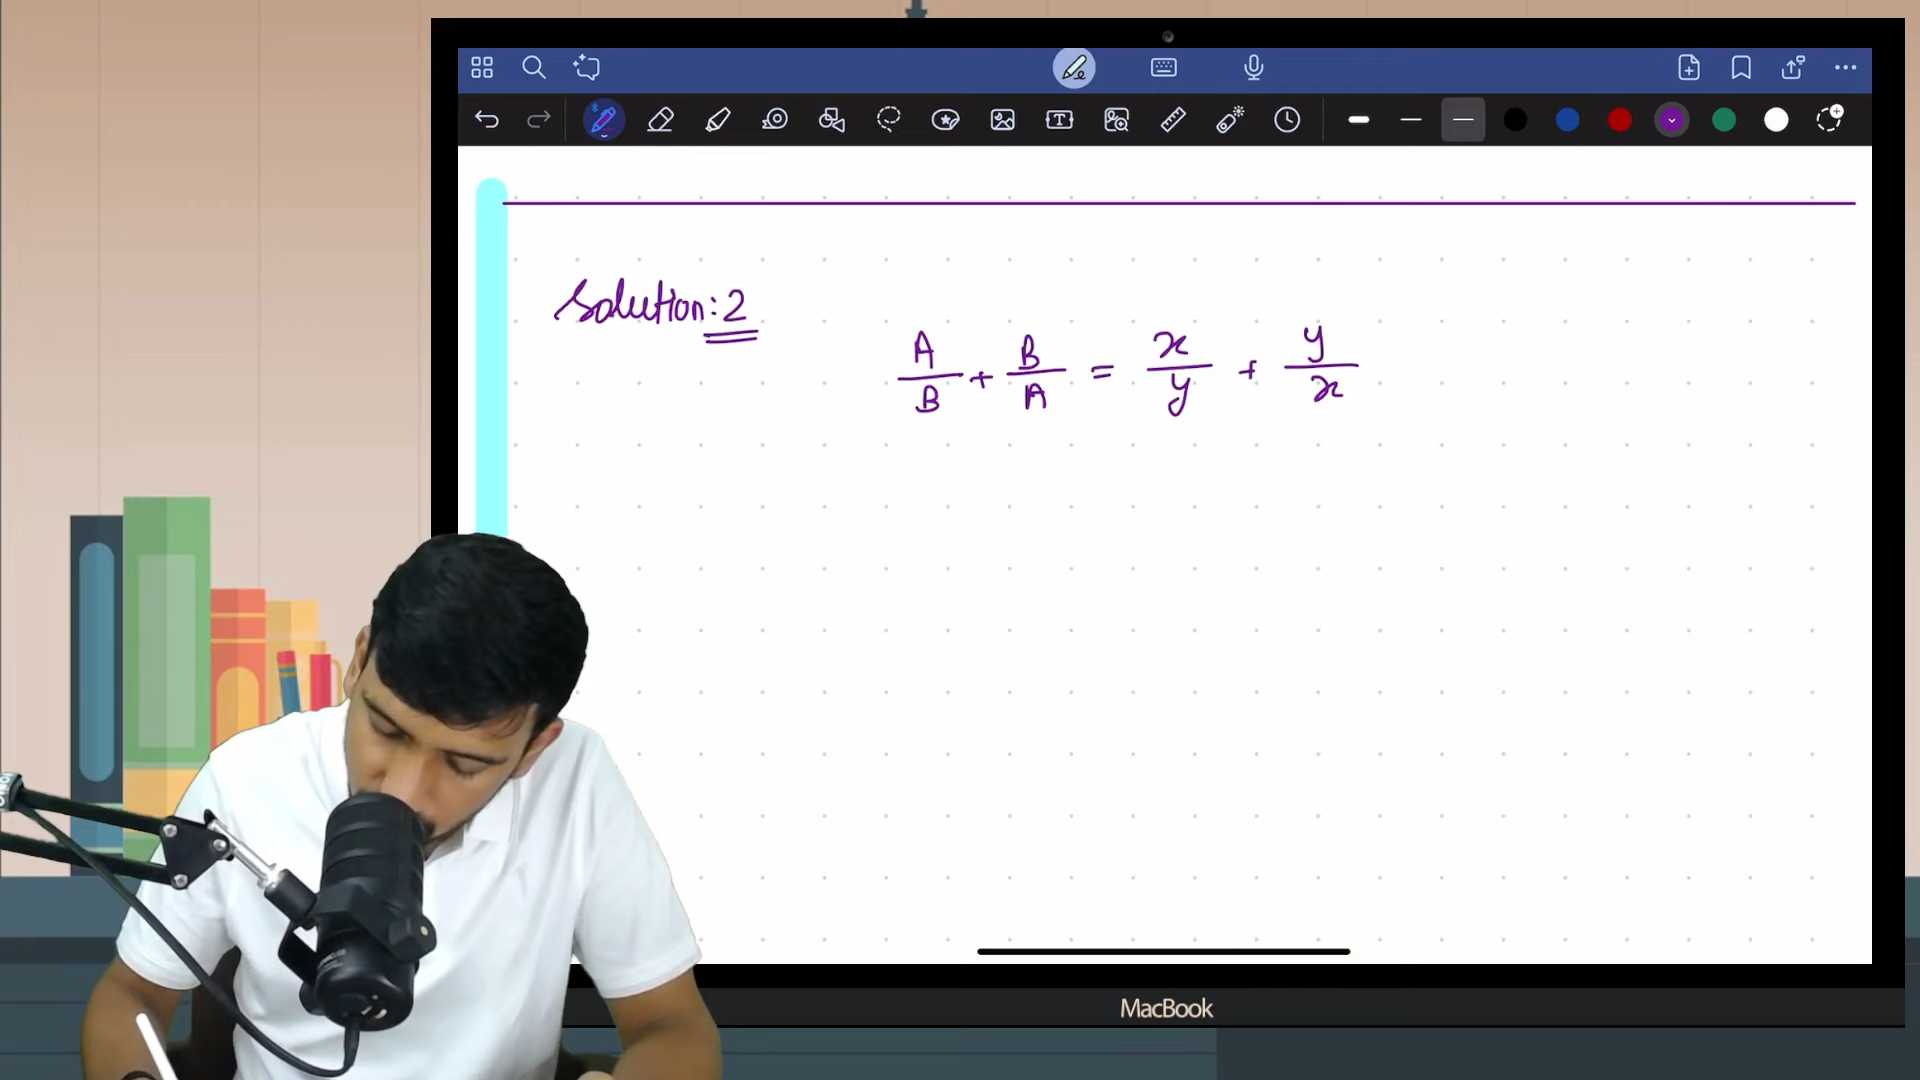 Solution: 2
A/B + B/A = x/y + y/x
MacBook